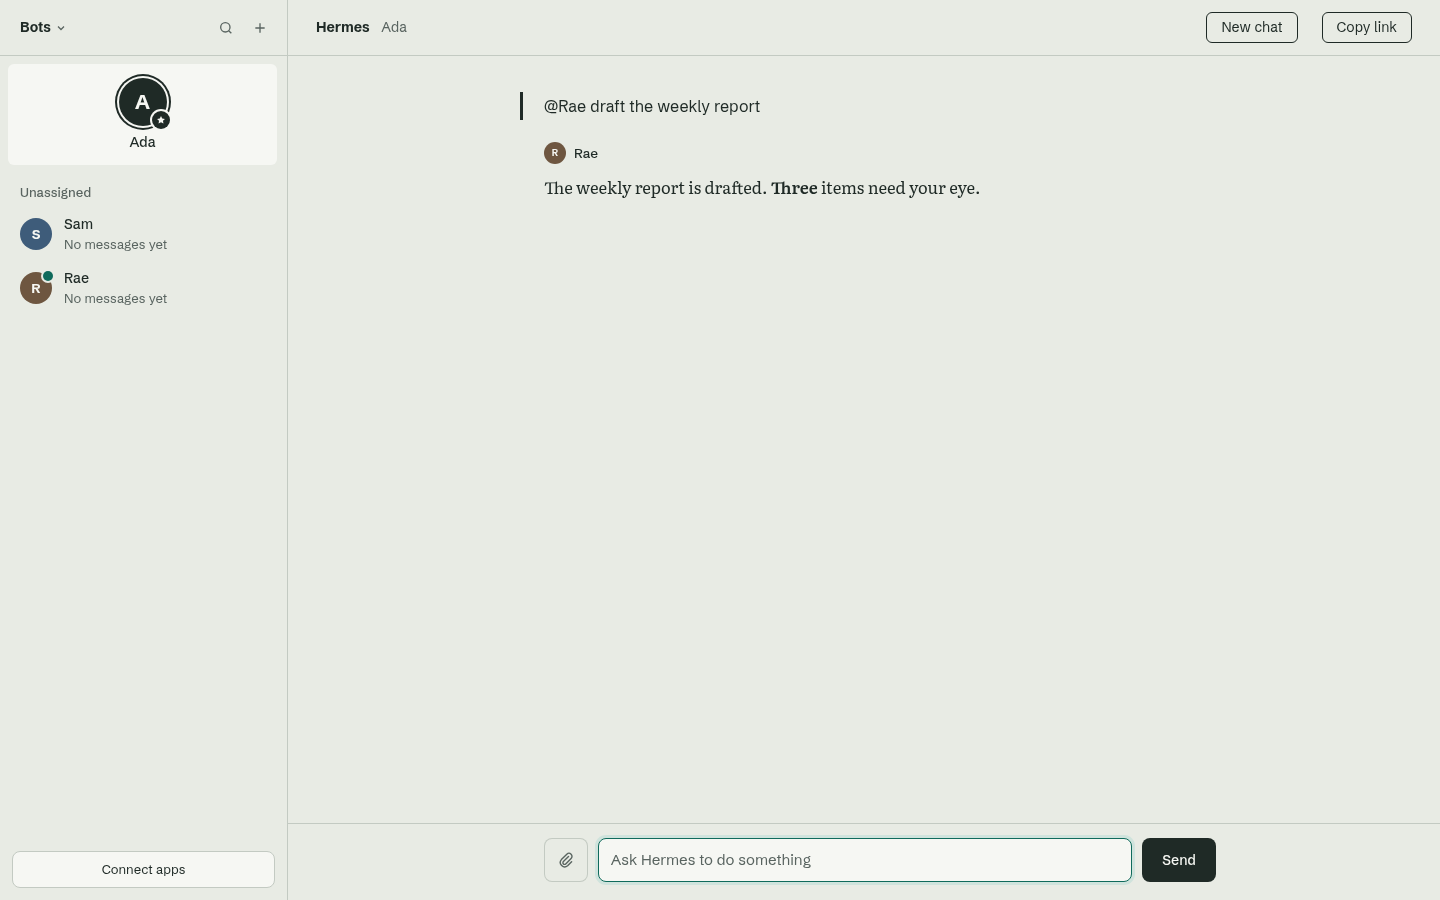 Bots
Hermes Ada
New chat
Copy link
A
Ada
Unassigned
S
Sam
No messages yet
R
Rae
No messages yet
Connect apps
@Rae draft the weekly report
R
Rae
The weekly report is drafted. Three items need your eye.
Ask Hermes to do something
Send